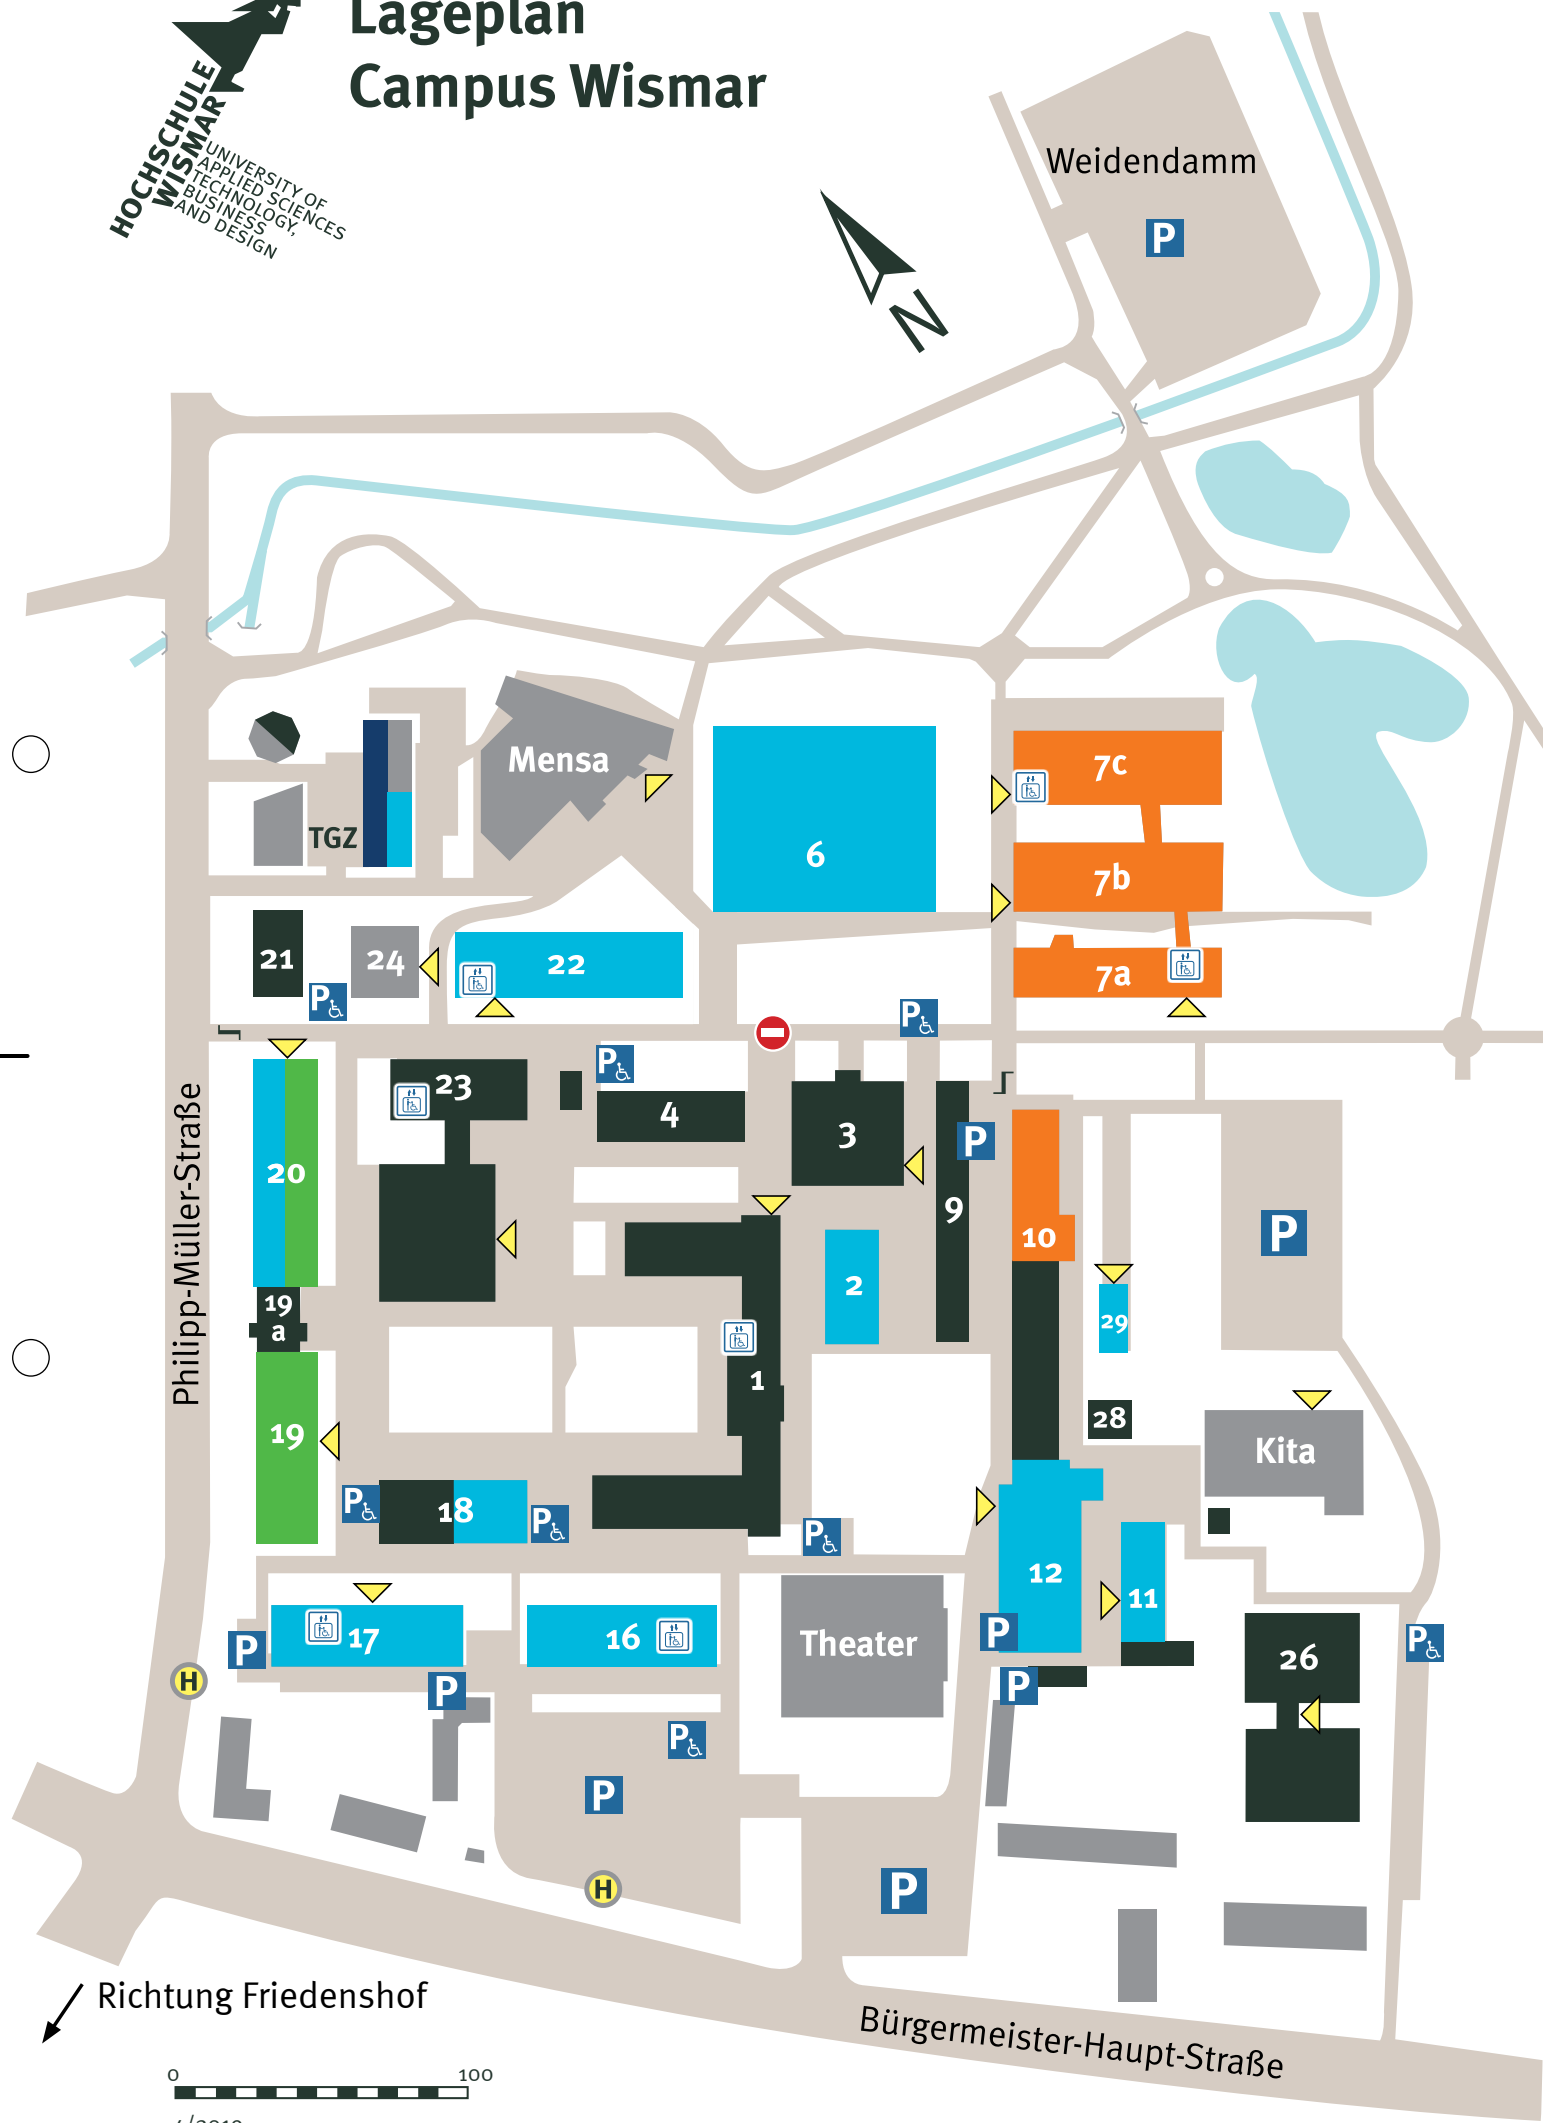 Lageplan
Campus Wismar
HOCHSCHULE
WISMAR
UNIVERSITY OF
APPLIED SCIENCES
TECHNOLOGY,
BUSINESS
AND DESIGN
Weidendamm
P
N
Mensa
7c
TGZ
6
7b
21
24
22
7a
P
P
23
P
4
3
P
20
9
10
P
2
19
a
29
1
28
19
Kita
18
P
P
P
12
11
17
16
Theater
P
P
26
P
H
P
P
P
P
H
P
Philipp-Müller-Straße
Richtung Friedenshof
Bürgermeister-Haupt-Straße
0 100